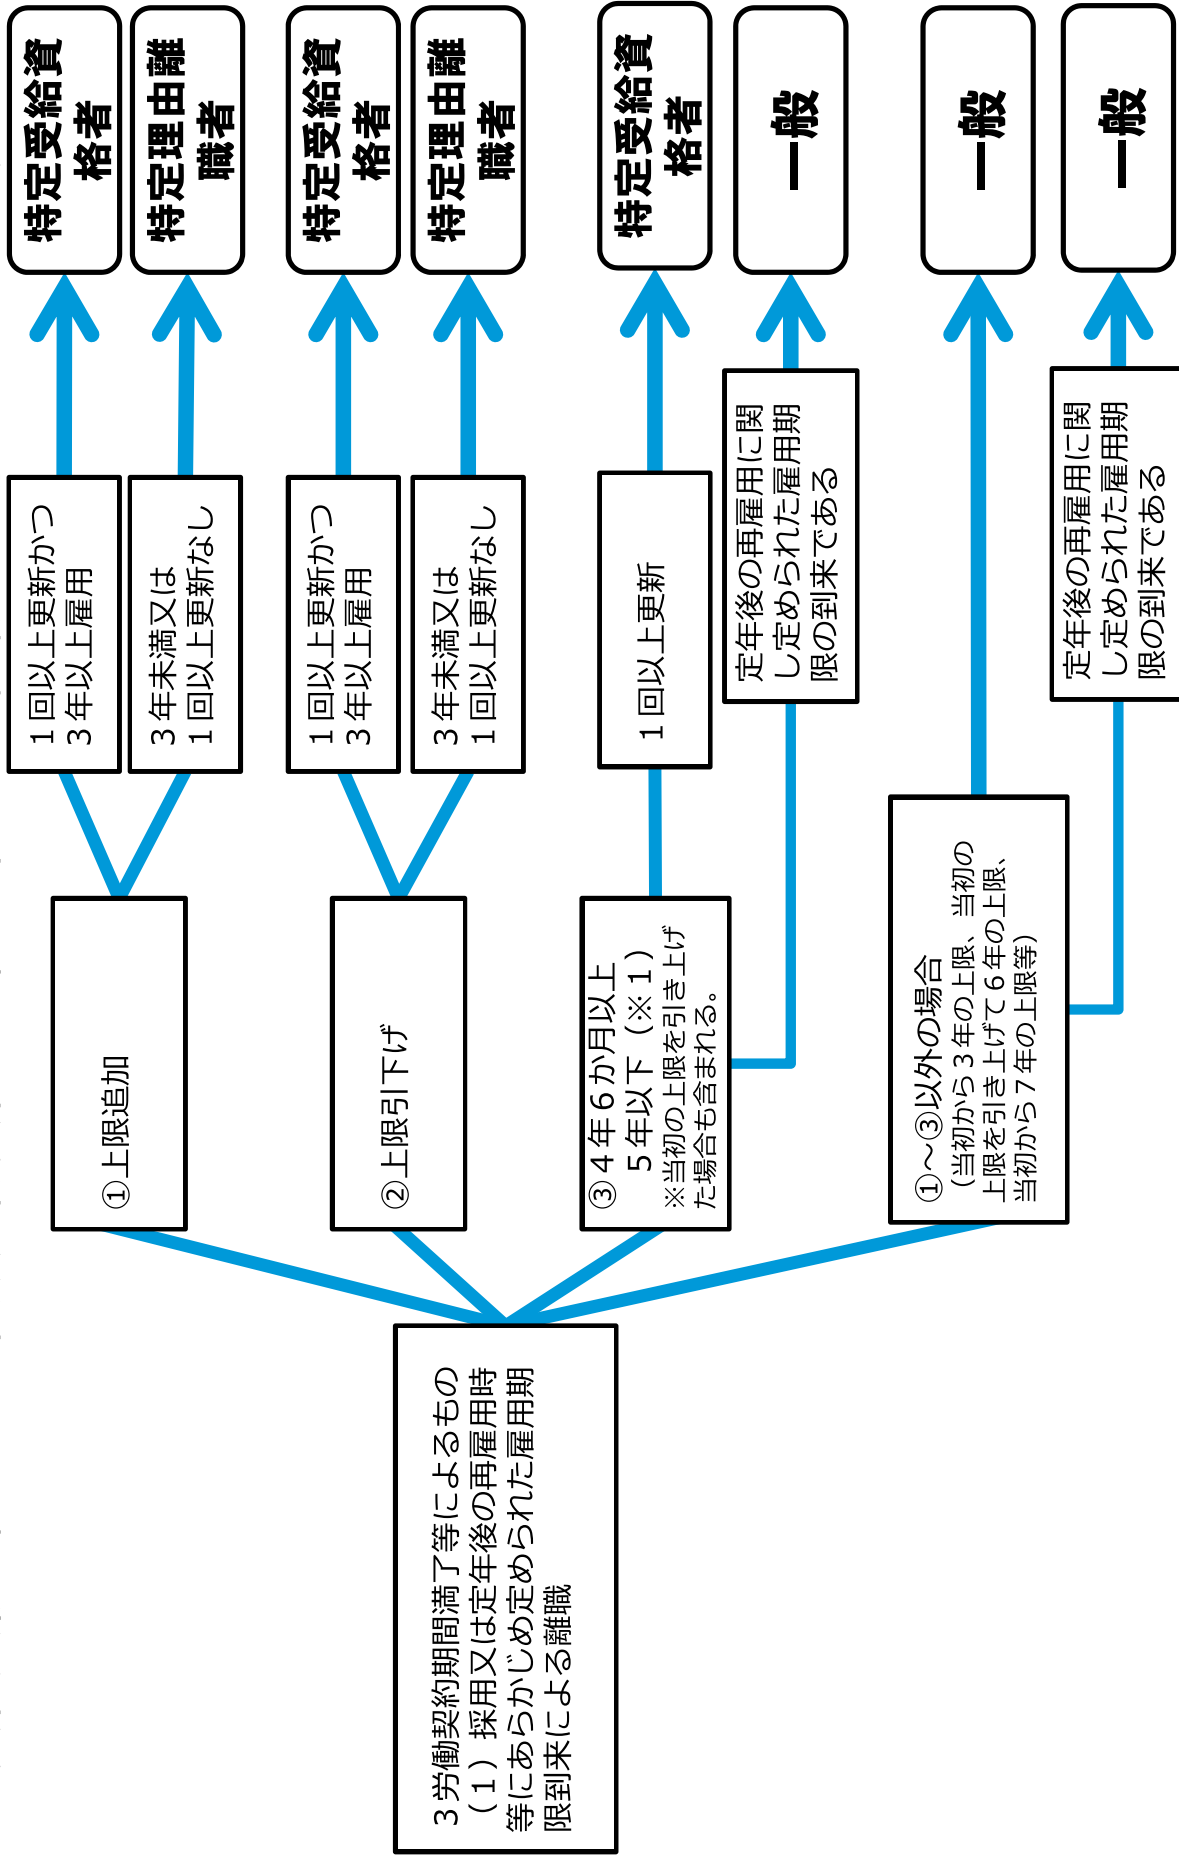 ３労働契約期間満了等によるもの
（１）採用又は定年後の再雇用時
等にあらかじめ定められた雇用期
限到来による離職
①上限追加
１回以上更新かつ
３年以上雇用
特定受給資
格者
３年未満又は
１回以上更新なし
特定理由離
職者
②上限引下げ
１回以上更新かつ
３年以上雇用
特定受給資
格者
３年未満又は
１回以上更新なし
特定理由離
職者
③４年６か月以上
５年以下（※１）
※当初の上限を引き上げ
た場合も含まれる。
１回以上更新
特定受給資
格者
定年後の再雇用に関
し定められた雇用期
限の到来である
一般
①～③以外の場合
（当初から３年の上限、当初の
上限を引き上げて６年の上限、
当初から７年の上限等）
一般
定年後の再雇用に関
し定められた雇用期
限の到来である
一般